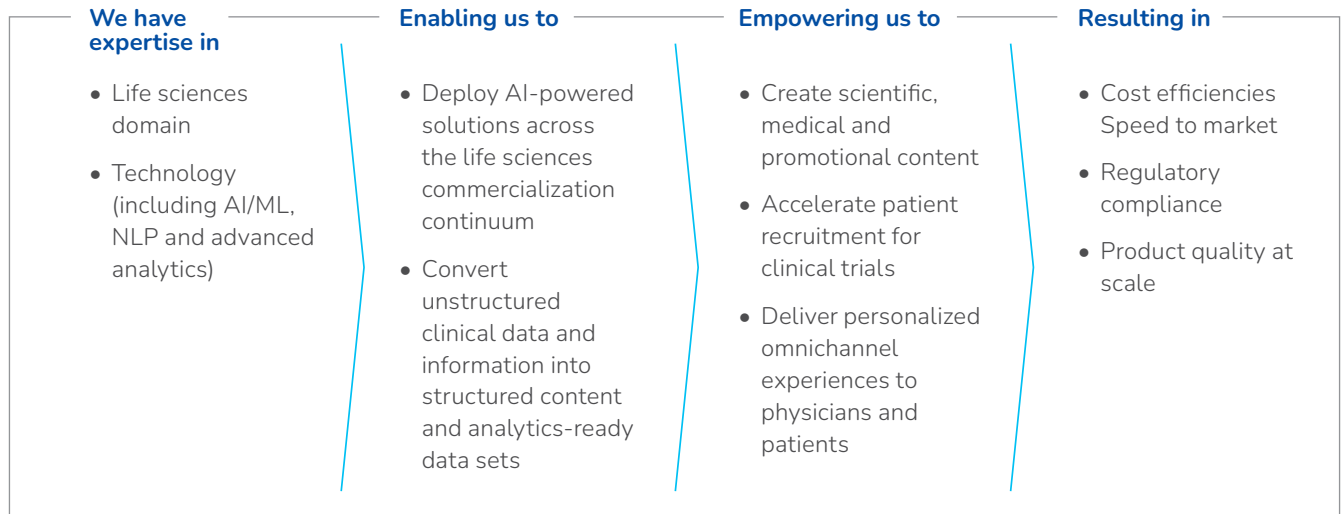 We have
expertise in
• Life sciences
domain
• Technology
(including AI/ML,
NLP and advanced
analytics)
Enabling us to
• Deploy AI-powered
solutions across
the life sciences
commercialization
continuum
• Convert
unstructured
clinical data and
information into
structured content
and analytics-ready
data sets
Empowering us to
• Create scientific,
medical and
promotional content
• Accelerate patient
recruitment for
clinical trials
• Deliver personalized
omnichannel
experiences to
physicians and
patients
Resulting in
• Cost efficiencies
Speed to market
• Regulatory
compliance
• Product quality at
scale